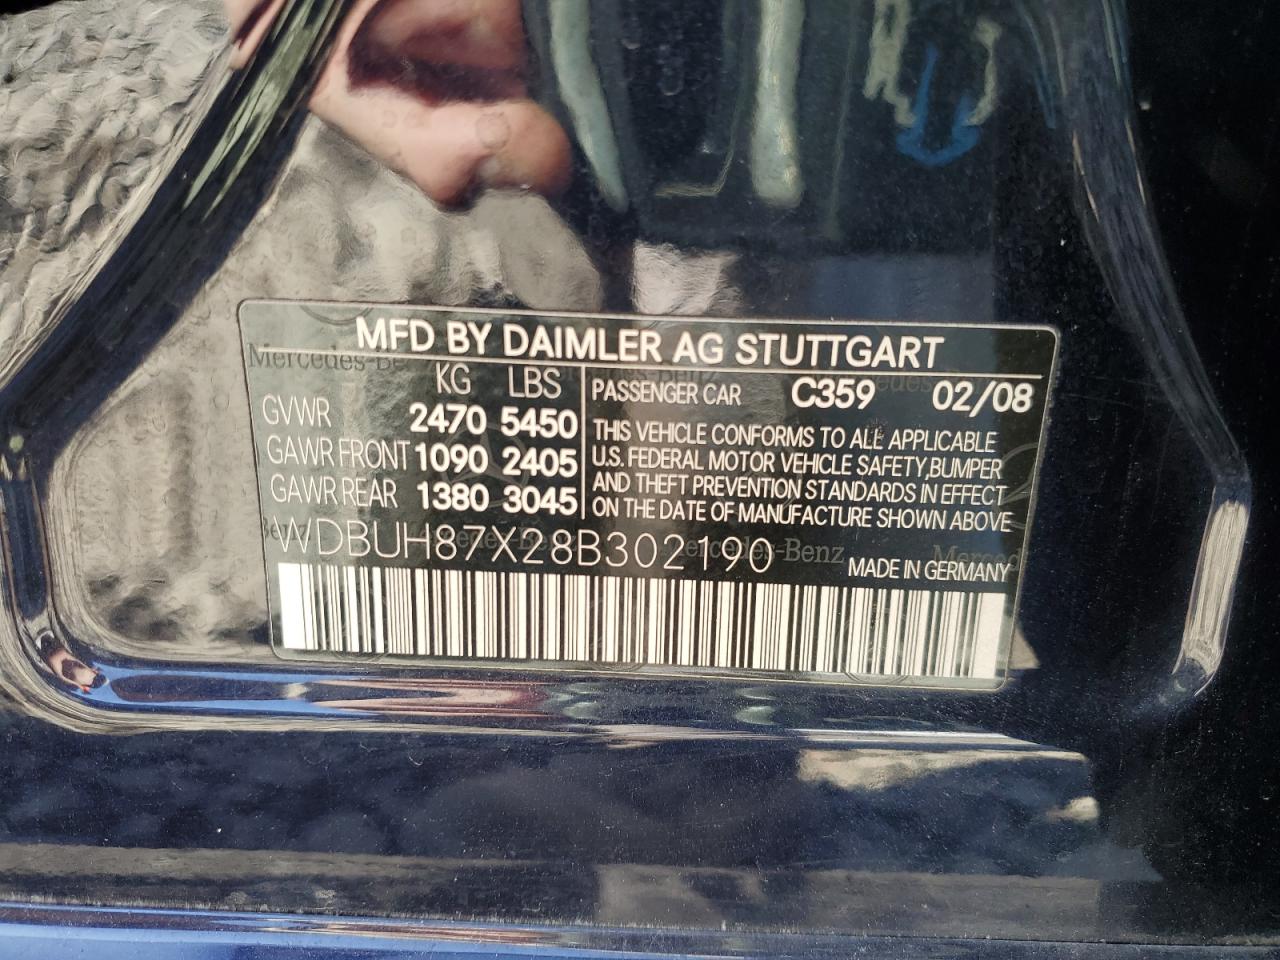 MFD BY DAIMLER AG STUTTGART
KG LBS
GVWR 2470 5450
GAWR FRONT 1090 2405
GAWR REAR 1380 3045
PASSENGER CAR C359 02/08
THIS VEHICLE CONFORMS TO ALL APPLICABLE
U.S. FEDERAL MOTOR VEHICLE SAFETY,BUMPER
AND THEFT PREVENTION STANDARDS IN EFFECT
ON THE DATE OF MANUFACTURE SHOWN ABOVE
WDBUH87X28B302190
MADE IN GERMANY